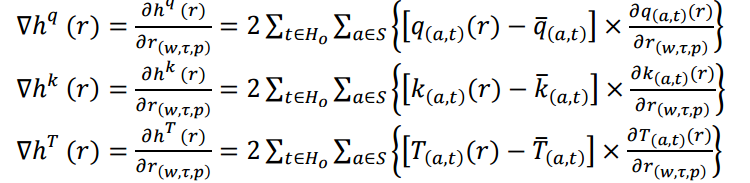 ∇h^q (r) = ∂h^q (r)/∂r_(w,τ,p) = 2 ∑_{t∈H_o} ∑_{a∈S} {[q_(a,t)(r) − q̄_(a,t)] × ∂q_(a,t)(r)/∂r_(w,τ,p)}
∇h^k (r) = ∂h^k (r)/∂r_(w,τ,p) = 2 ∑_{t∈H_o} ∑_{a∈S} {[k_(a,t)(r) − k̄_(a,t)] × ∂k_(a,t)(r)/∂r_(w,τ,p)}
∇h^T (r) = ∂h^T (r)/∂r_(w,τ,p) = 2 ∑_{t∈H_o} ∑_{a∈S} {[T_(a,t)(r) − T̄_(a,t)] × ∂T_(a,t)(r)/∂r_(w,τ,p)}